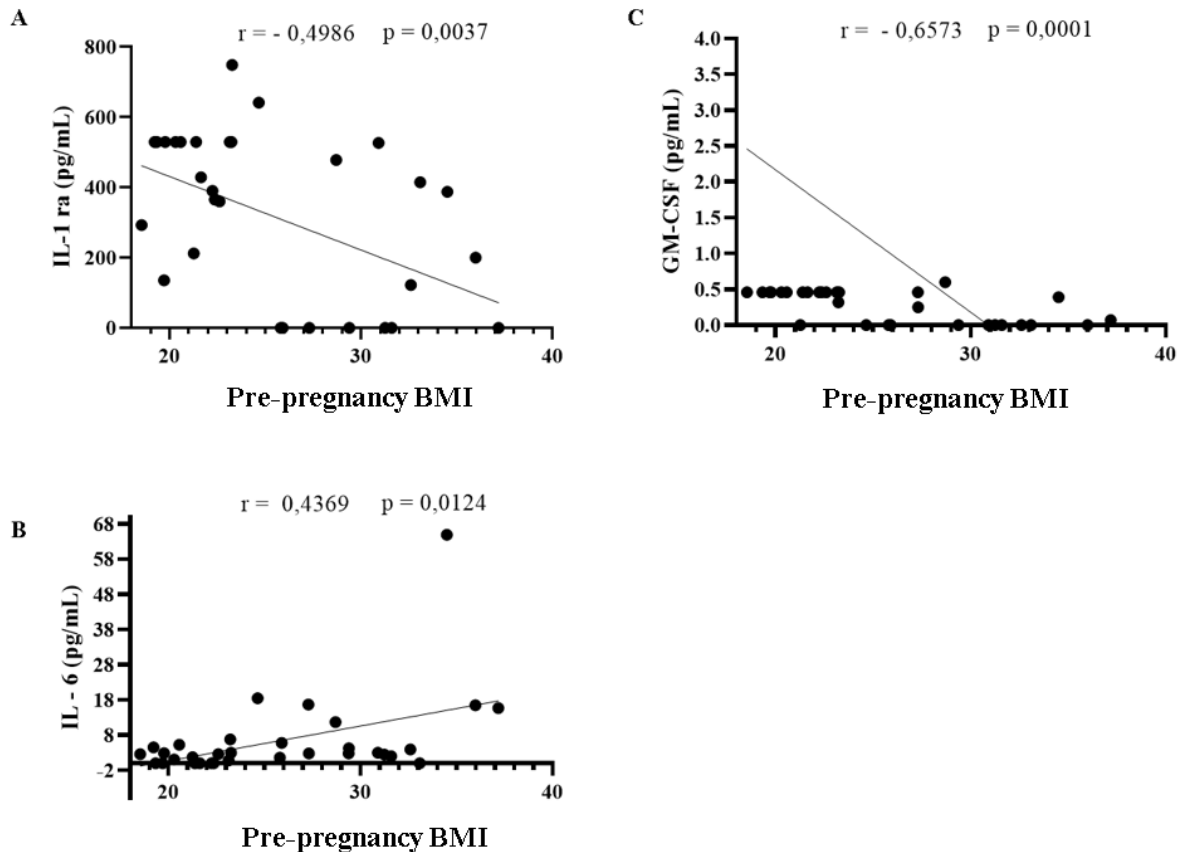 A
r = - 0,4986 p = 0,0037
800
600
400
200
0
IL-1 ra (pg/mL)
20 30 40
Pre-pregnancy BMI
C
r = - 0,6573 p = 0,0001
4.0
3.5
3.0
2.5
2.0
1.5
1.0
0.5
0.0
GM-CSF (pg/mL)
20 30 40
Pre-pregnancy BMI
B
r = 0,4369 p = 0,0124
68
58
48
38
28
18
8
-2
IL - 6 (pg/mL)
20 30 40
Pre-pregnancy BMI